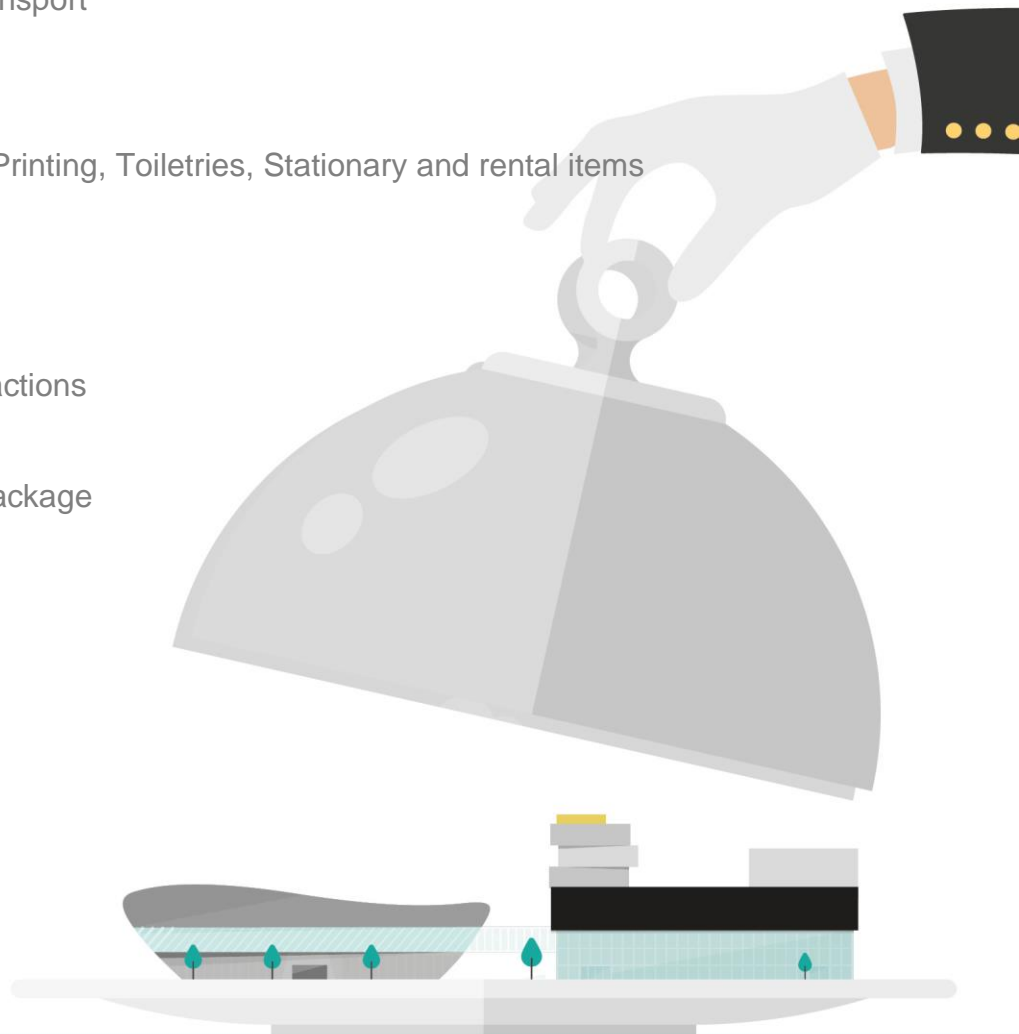 nsport
Printing, Toiletries, Stationary and rental items
actions
ackage